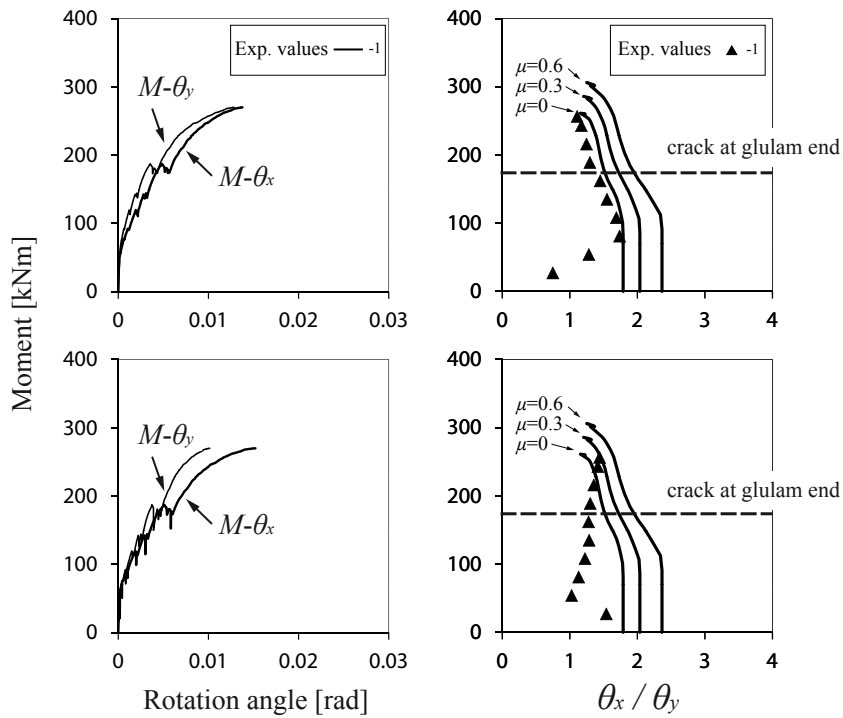 Moment [kNm]
400
300
200
100
0
Exp. values -1
M-θy
M-θx
0 0.01 0.02 0.03
400
300
200
100
0
Exp. values ▲ -1
μ=0.6
μ=0.3
μ=0
crack at glulam end
0 1 2 3 4
400
300
200
100
0
M-θy
M-θx
0 0.01 0.02 0.03
Rotation angle [rad]
400
300
200
100
0
μ=0.6
μ=0.3
μ=0
crack at glulam end
0 1 2 3 4
θx / θy